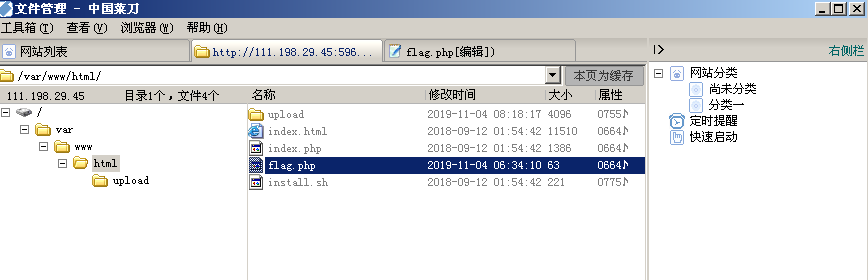 文件管理 - 中国菜刀
工具箱(T) 查看(V) 浏览器(W) 帮助(H)
网站列表 http://111.198.29.45:596... flag.php[编辑]) 右侧栏
/var/www/html/ 本页为缓存
111.198.29.45 目录1个，文件4个 名称 修改时间 大小 属性
/
var
www
html
upload
upload 2019-11-04 08:18:17 4096 0755♪
index.html 2018-09-12 01:54:42 11510 0664♪
index.php 2018-09-12 01:54:42 1386 0664♪
flag.php 2019-11-04 06:34:10 63 0664♪
install.sh 2018-09-12 01:54:42 221 0775♪
网站分类
尚未分类
分类一
定时提醒
快速启动